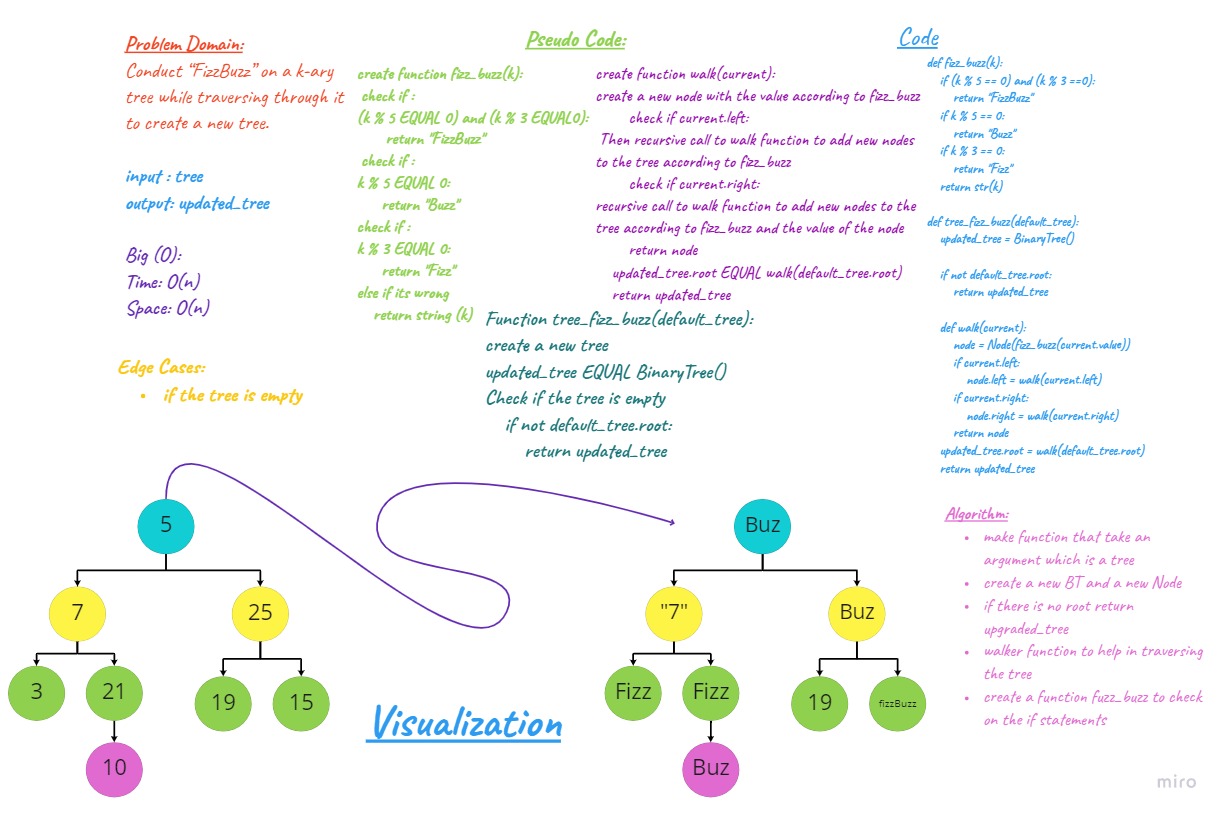 Problem Domain:
Conduct “FizzBuzz” on a k-ary
tree while traversing through it
to create a new tree.
input : tree
output: updated_tree
Big (O):
Time: O(n)
Space: O(n)
Edge Cases:
• if the tree is empty
Pseudo Code:
create function fizz_buzz(k):
check if :
(k % 5 EQUAL 0) and (k % 3 EQUAL0):
return "FizzBuzz"
check if :
k % 5 EQUAL 0:
return "Buzz"
check if :
k % 3 EQUAL 0:
return "Fizz"
else if its wrong
return string (k)
create function walk(current):
create a new node with the value according to fizz_buzz
check if current.left:
Then recursive call to walk function to add new nodes
to the tree according to fizz_buzz
check if current.right:
recursive call to walk function to add new nodes to the
tree according to fizz_buzz and the value of the node
return node
updated_tree.root EQUAL walk(default_tree.root)
return updated_tree
Function tree_fizz_buzz(default_tree):
create a new tree
updated_tree EQUAL BinaryTree()
Check if the tree is empty
if not default_tree.root:
return updated_tree
Code
def fizz_buzz(k):
if (k % 5 == 0) and (k % 3 ==0):
return "FizzBuzz"
if k % 5 == 0:
return "Buzz"
if k % 3 == 0:
return "Fizz"
return str(k)
def tree_fizz_buzz(default_tree):
updated_tree = BinaryTree()
if not default_tree.root:
return updated_tree
def walk(current):
node = Node(fizz_buzz(current.value))
if current.left:
node.left = walk(current.left)
if current.right:
node.right = walk(current.right)
return node
updated_tree.root = walk(default_tree.root)
return updated_tree
Algorithm:
• make function that take an
argument which is a tree
• create a new BT and a new Node
• if there is no root return
upgraded_tree
• walker function to help in traversing
the tree
• create a function fuzz_buzz to check
on the if statements
5
7
25
3
21
19
15
10
Visualization
Buz
"7"
Buz
Fizz
Fizz
19
fizzBuzz
Buz
miro